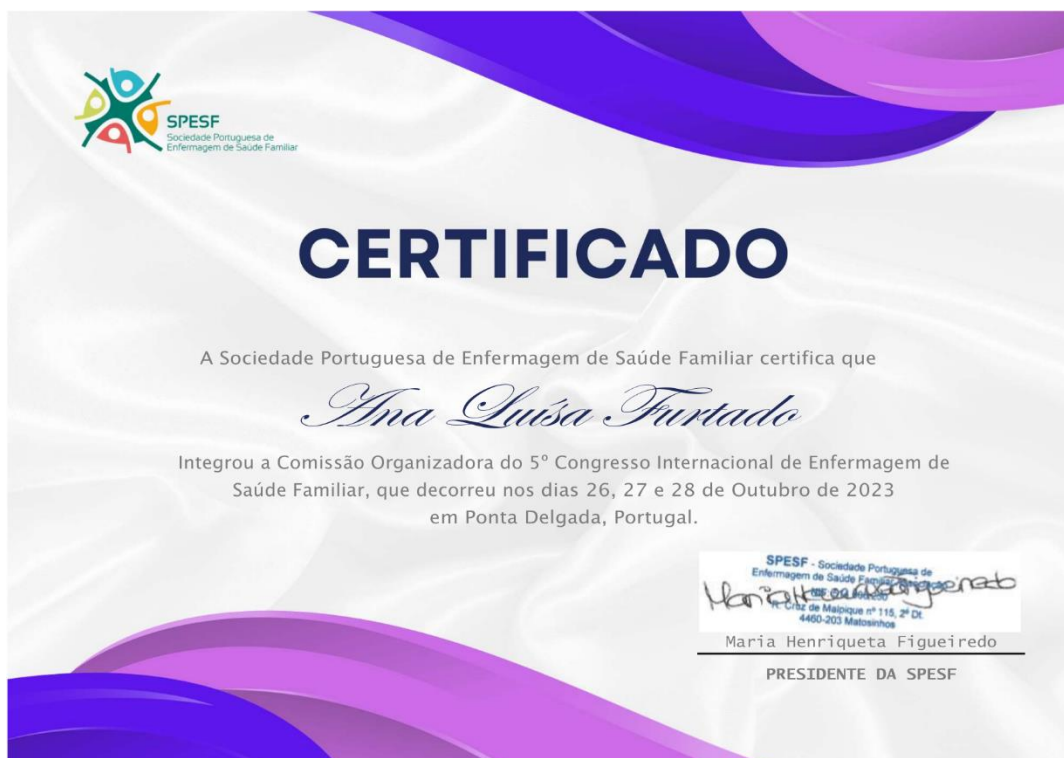 SPESF
Sociedade Portuguesa de
Enfermagem de Saúde Familiar
CERTIFICADO
A Sociedade Portuguesa de Enfermagem de Saúde Familiar certifica que
Ana Luísa Furtado
Integrou a Comissão Organizadora do 5º Congresso Internacional de Enfermagem de
Saúde Familiar, que decorreu nos dias 26, 27 e 28 de Outubro de 2023
em Ponta Delgada, Portugal.
SPESF - Sociedade Portuguesa de
Enfermagem de Saúde
R. Cruz de Malpique nº 115, 2º Dt.
4460-203 Matosinhos
Maria Henriqueta Figueiredo
PRESIDENTE DA SPESF